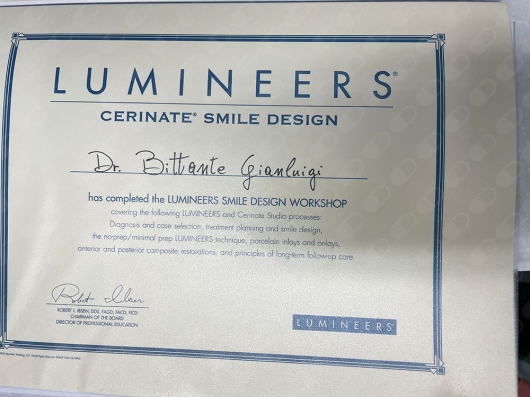 LUMINEERS®
CERINATE® SMILE DESIGN
Dr. Bittante Gianluigi
has completed the LUMINEERS SMILE DESIGN WORKSHOP
covering the following LUMINEERS and Cerinate Studio processes:
Diagnosis and case selection, treatment planning and smile design,
the no-prep/minimal prep LUMINEERS technique, porcelain inlays and onlays,
anterior and posterior composite restorations, and principles of long-term follow-up care.
ROBERT L. IBSEN, DDS, FAGD, FACD, FICD
CHAIRMAN OF THE BOARD
DIRECTOR OF PROFESSIONAL EDUCATION
LUMINEERS